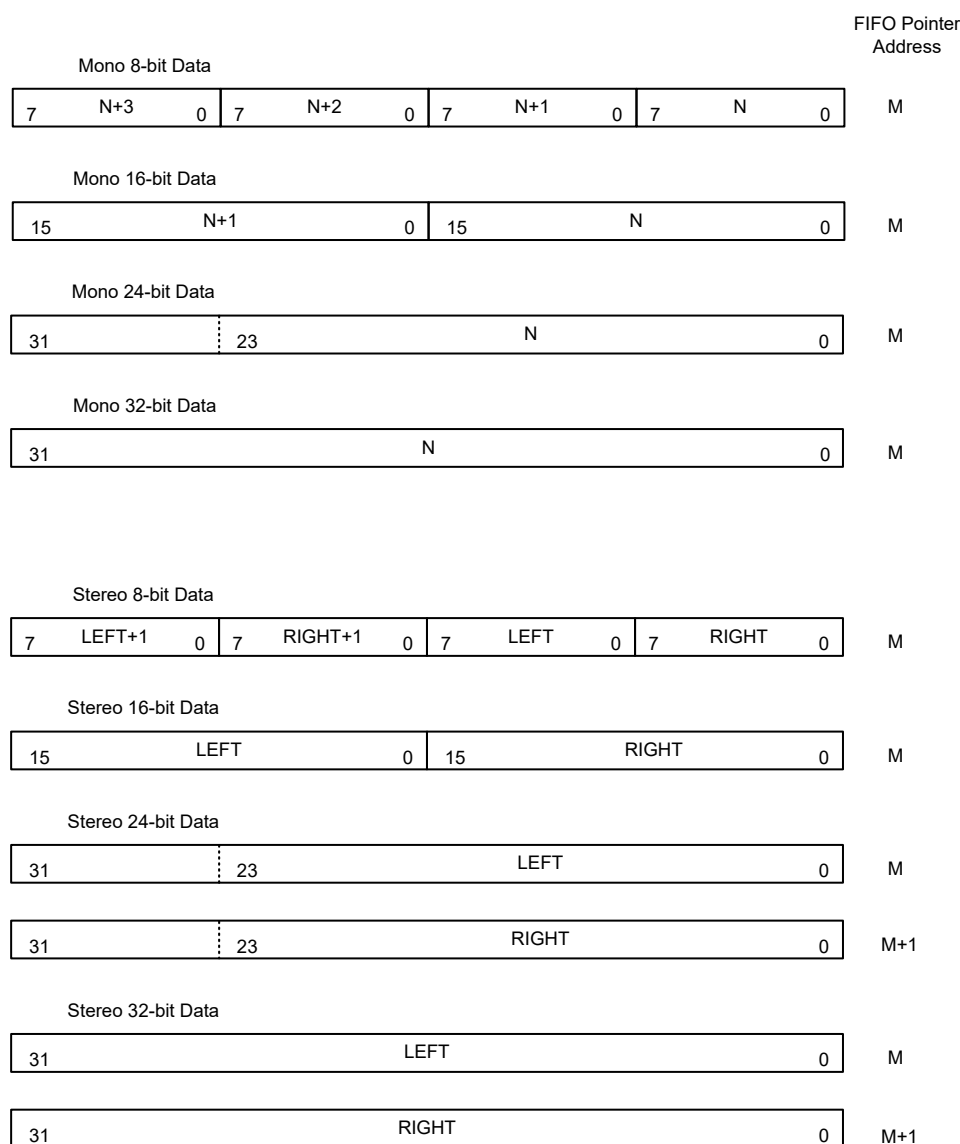 FIFO Pointer
Address
Mono 8-bit Data
7 N+3 0 7 N+2 0 7 N+1 0 7 N 0 M
Mono 16-bit Data
15 N+1 0 15 N 0 M
Mono 24-bit Data
31 23 N 0 M
Mono 32-bit Data
31 N 0 M
Stereo 8-bit Data
7 LEFT+1 0 7 RIGHT+1 0 7 LEFT 0 7 RIGHT 0 M
Stereo 16-bit Data
15 LEFT 0 15 RIGHT 0 M
Stereo 24-bit Data
31 23 LEFT 0 M
31 23 RIGHT 0 M+1
Stereo 32-bit Data
31 LEFT 0 M
31 RIGHT 0 M+1